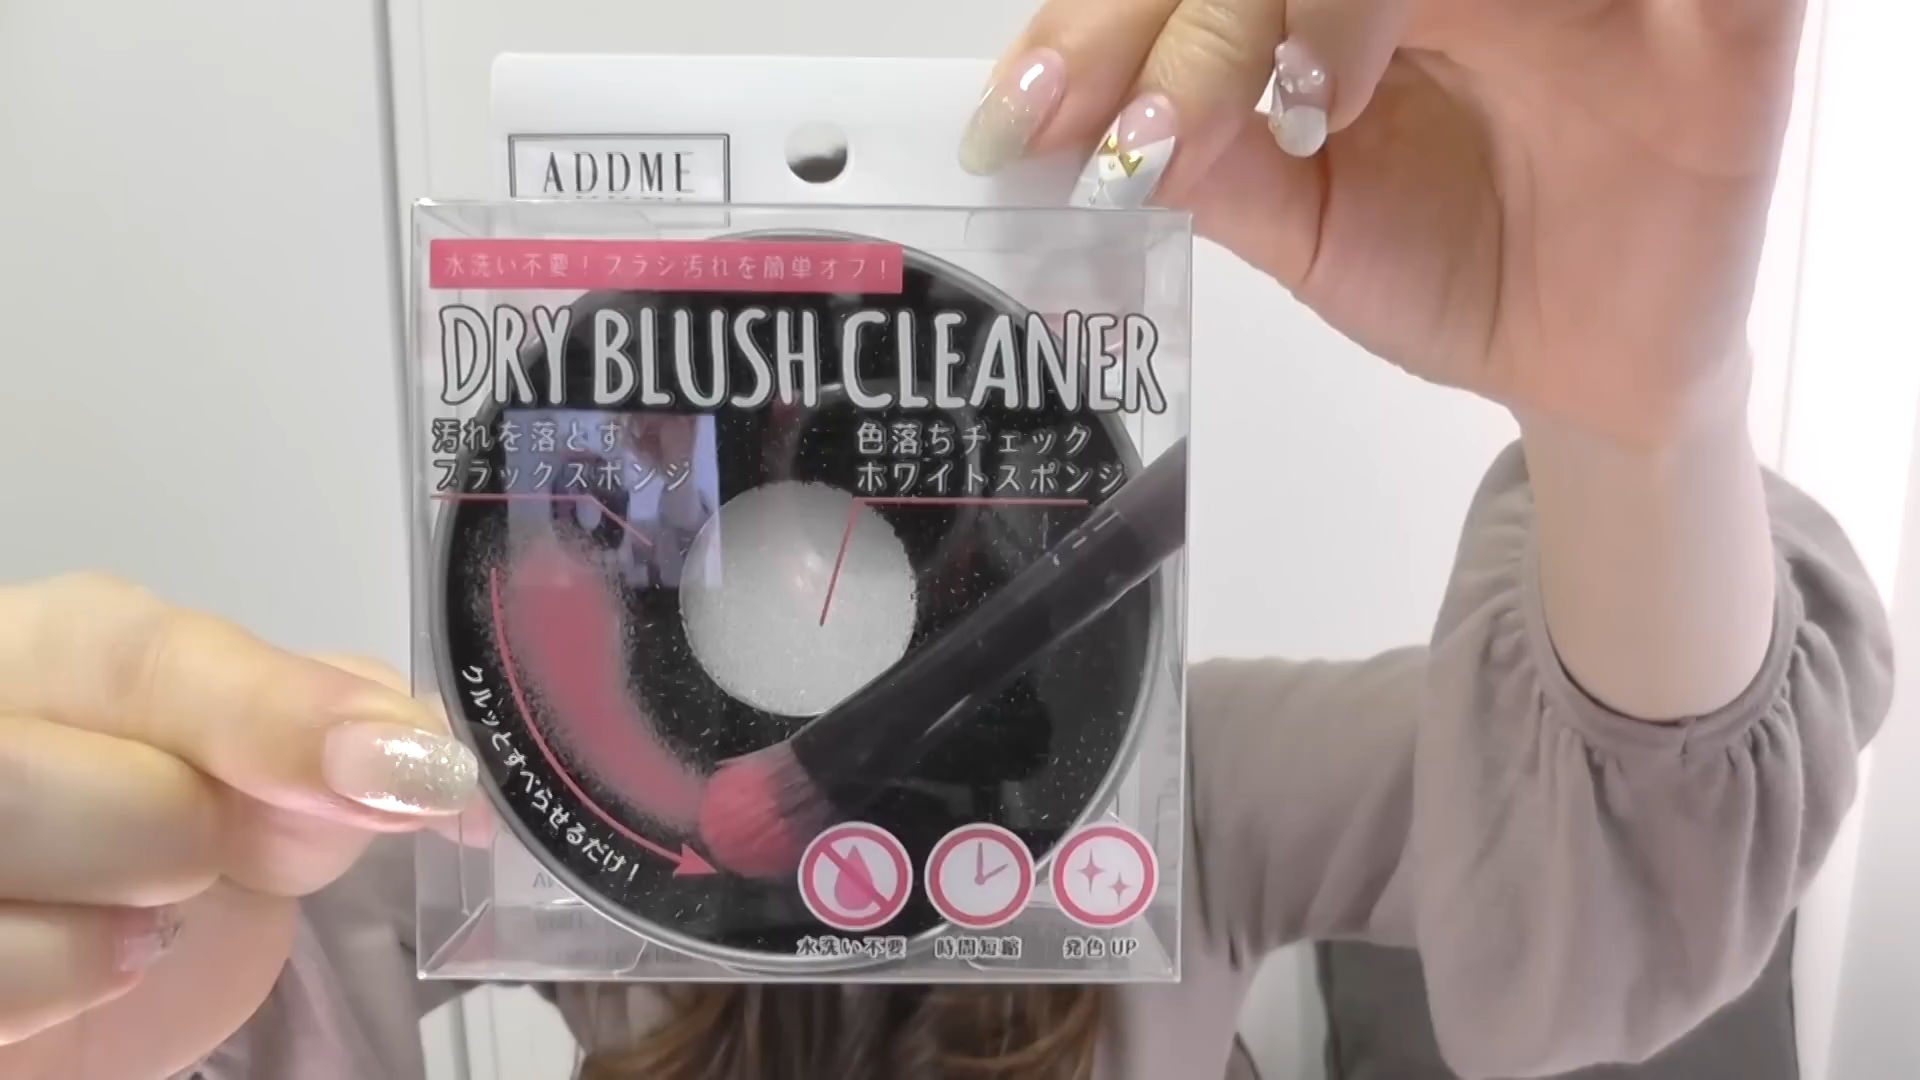 ADDME
水洗い不要！ブラシ汚れを簡単オフ！
DRY BLUSH CLEANER
汚れを落とす
ブラックスポンジ
色落ちチェック
ホワイトスポンジ
クルッとすべらせるだけ！
水洗い不要
時間短縮
発色UP